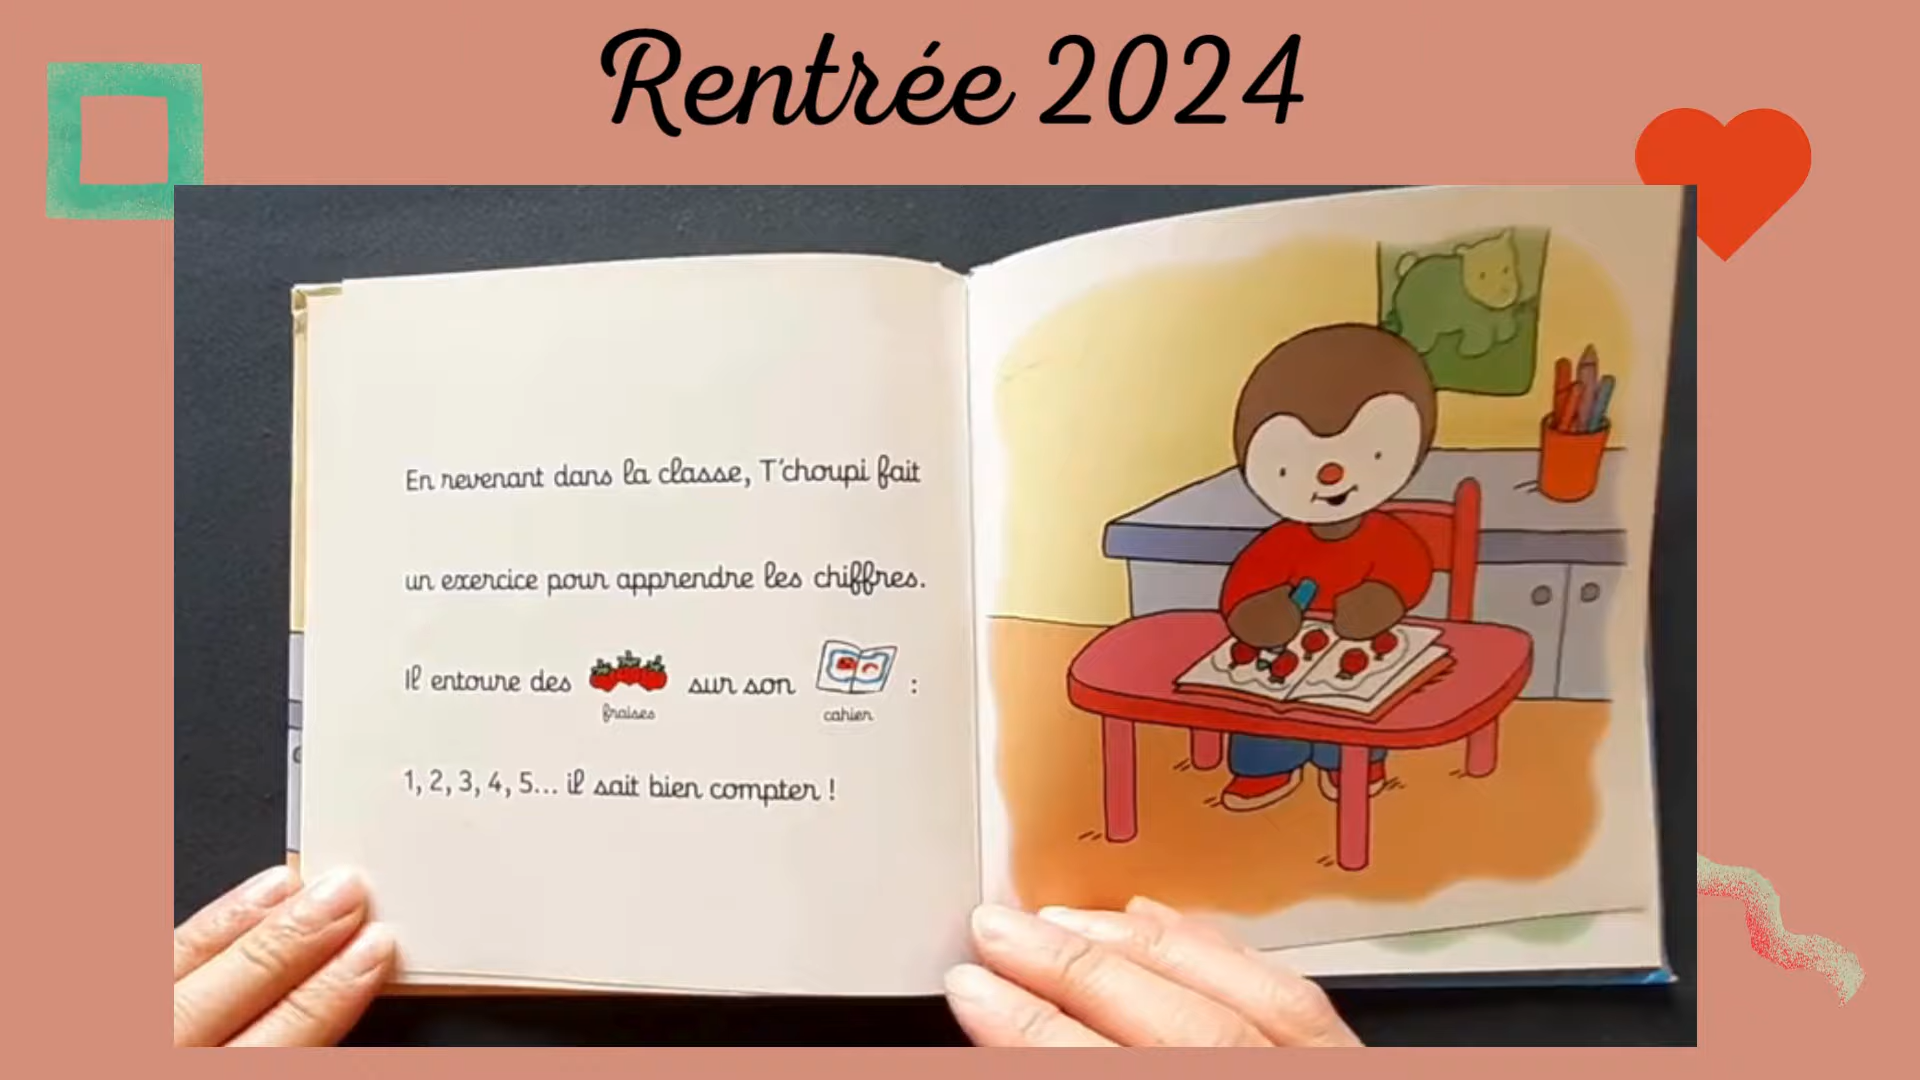 Rentrée 2024
En revenant dans la classe, T'choupi fait
un exercice pour apprendre les chiffres.
Il entoure des sur son :
fraises cahier
1, 2, 3, 4, 5... il sait bien compter !